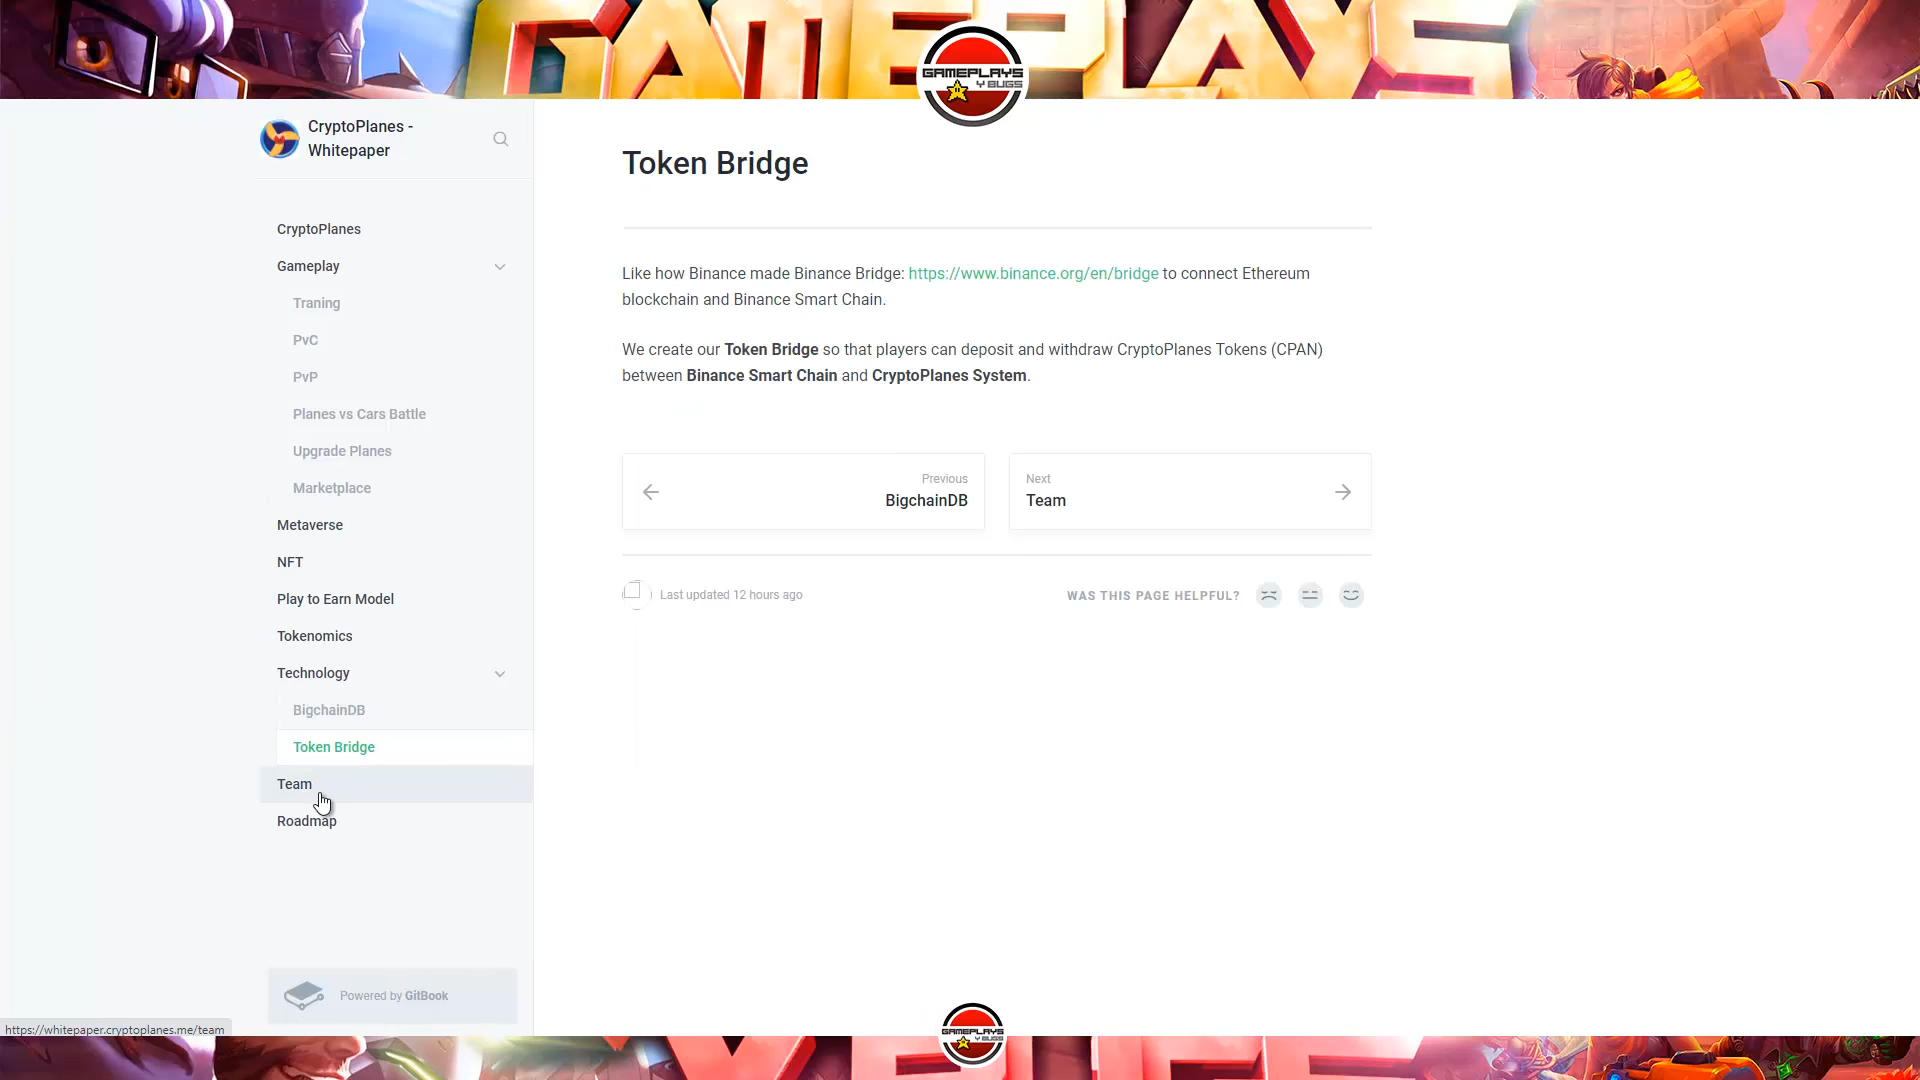 GAMEPLAYS
GAMEPLAYS
Y BUGS
CryptoPlanes -
Whitepaper
CryptoPlanes
Gameplay
Traning
PvC
PvP
Planes vs Cars Battle
Upgrade Planes
Marketplace
Metaverse
NFT
Play to Earn Model
Tokenomics
Technology
BigchainDB
Token Bridge
Team
Roadmap
Powered by GitBook
https://whitepaper.cryptoplanes.me/team
Token Bridge
Like how Binance made Binance Bridge: https://www.binance.org/en/bridge to connect Ethereum
blockchain and Binance Smart Chain.
We create our Token Bridge so that players can deposit and withdraw CryptoPlanes Tokens (CPAN)
between Binance Smart Chain and CryptoPlanes System.
Previous
BigchainDB
Next
Team
Last updated 12 hours ago
WAS THIS PAGE HELPFUL?
GAMEPLAYS
Y BUGS